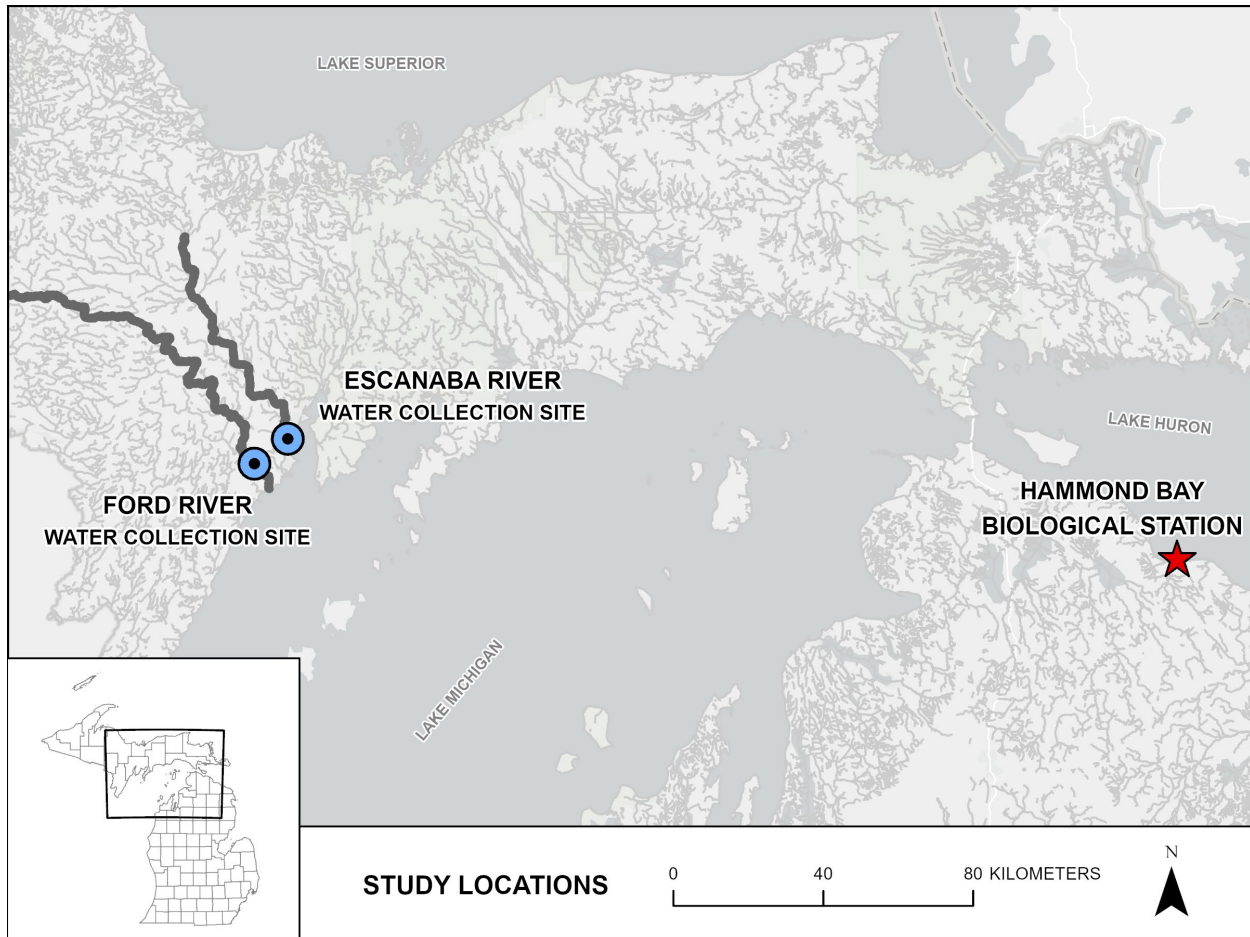 LAKE SUPERIOR
ESCANABA RIVER
WATER COLLECTION SITE
LAKE HURON
FORD RIVER
WATER COLLECTION SITE
HAMMOND BAY
BIOLOGICAL STATION
LAKE MICHIGAN
STUDY LOCATIONS
0 40 80 KILOMETERS
N